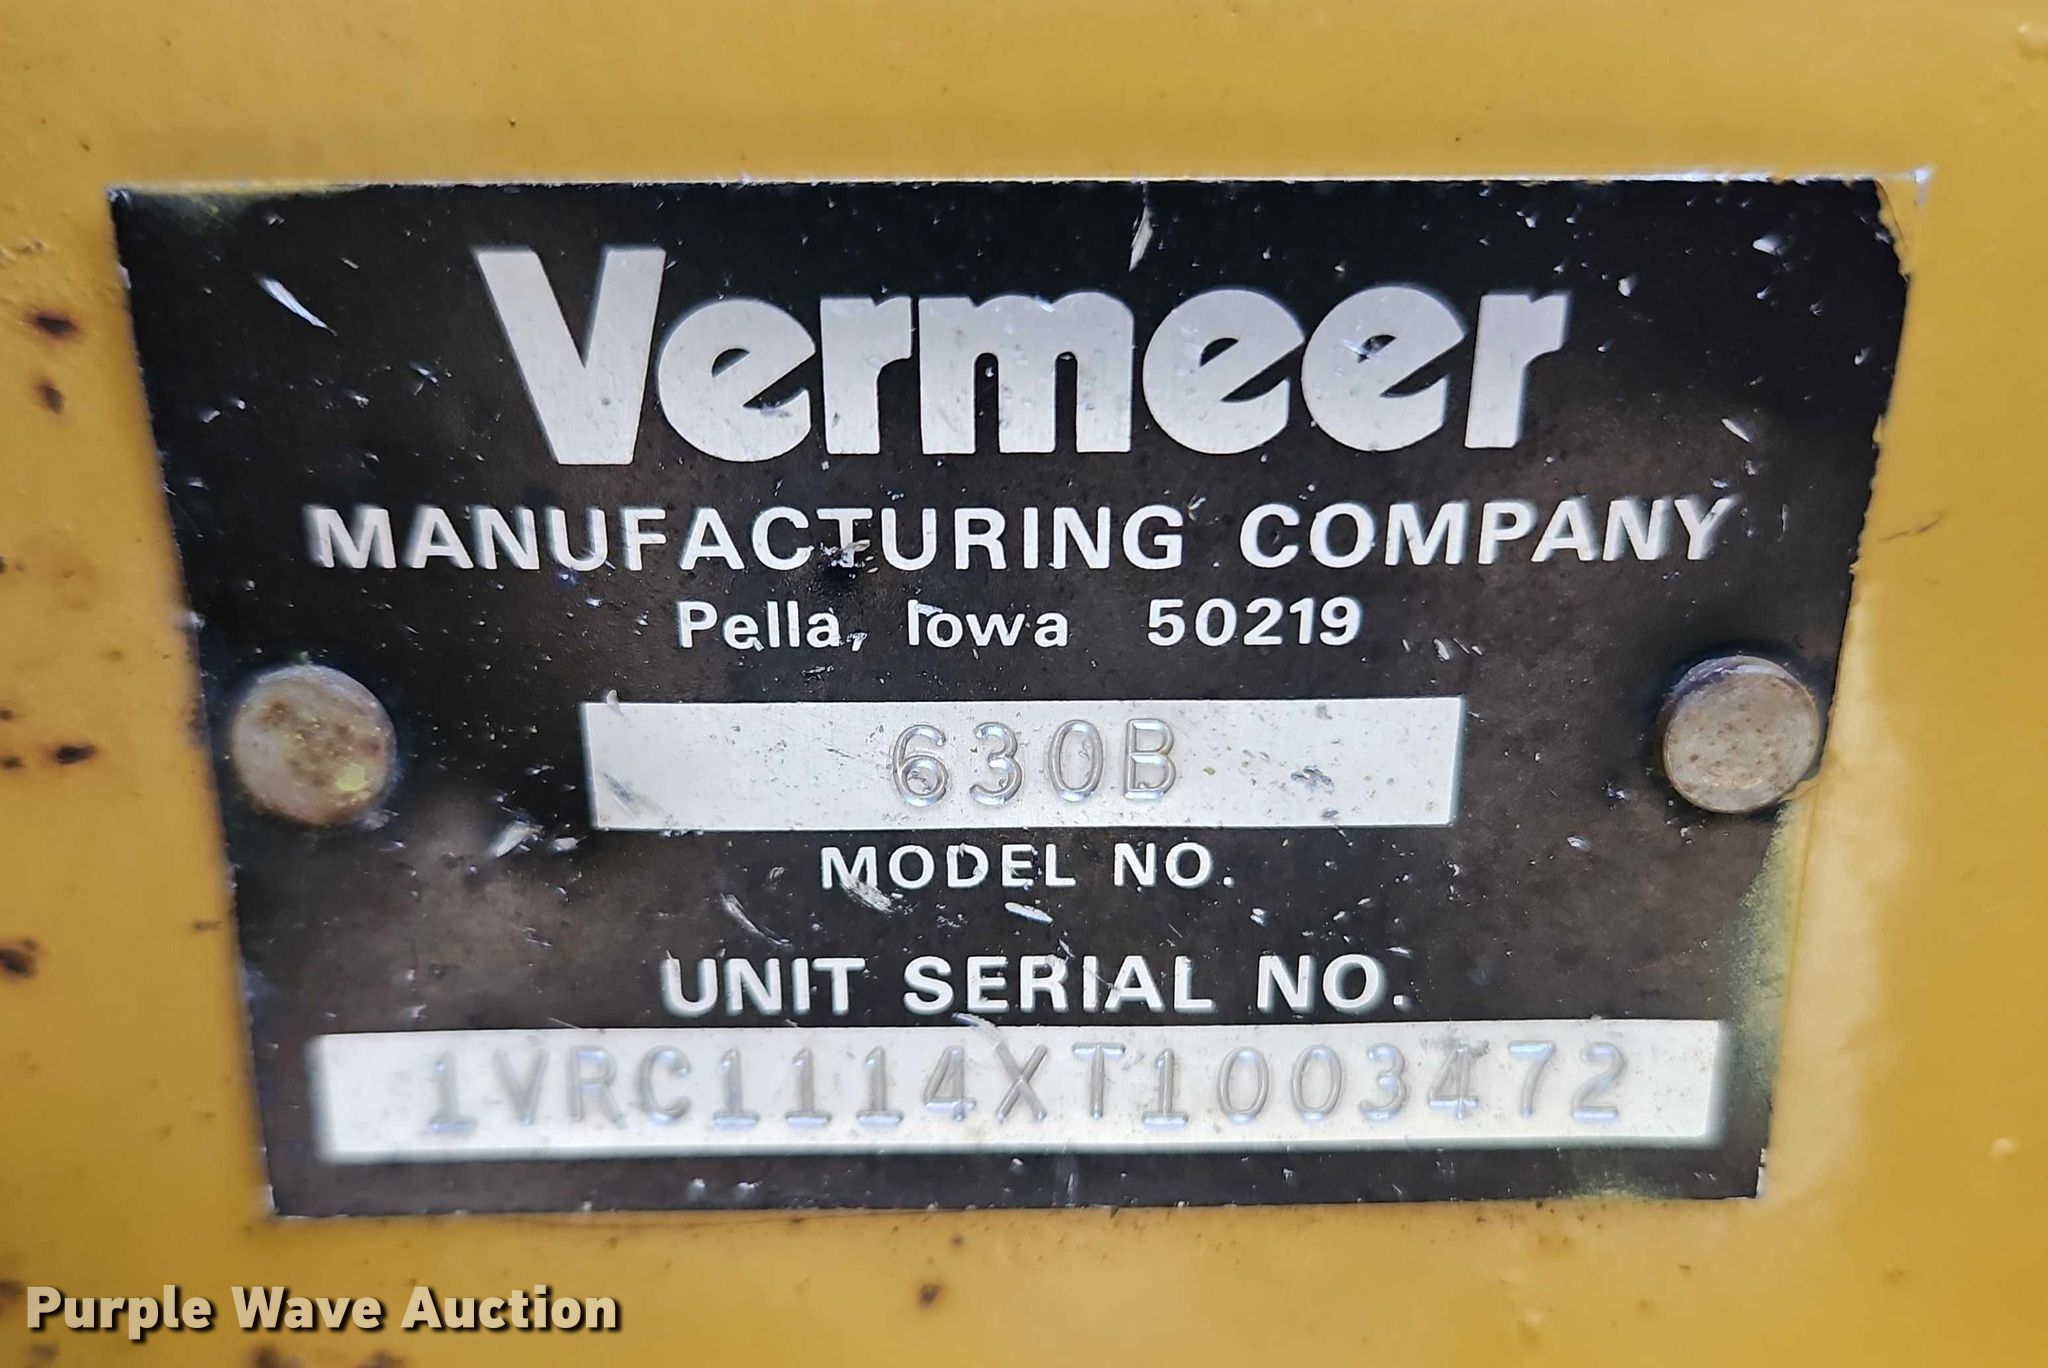 Vermeer
MANUFACTURING COMPANY
Pella, Iowa 50219
630B
MODEL NO.
UNIT SERIAL NO.
1VRC1114XT1003472
Purple Wave Auction